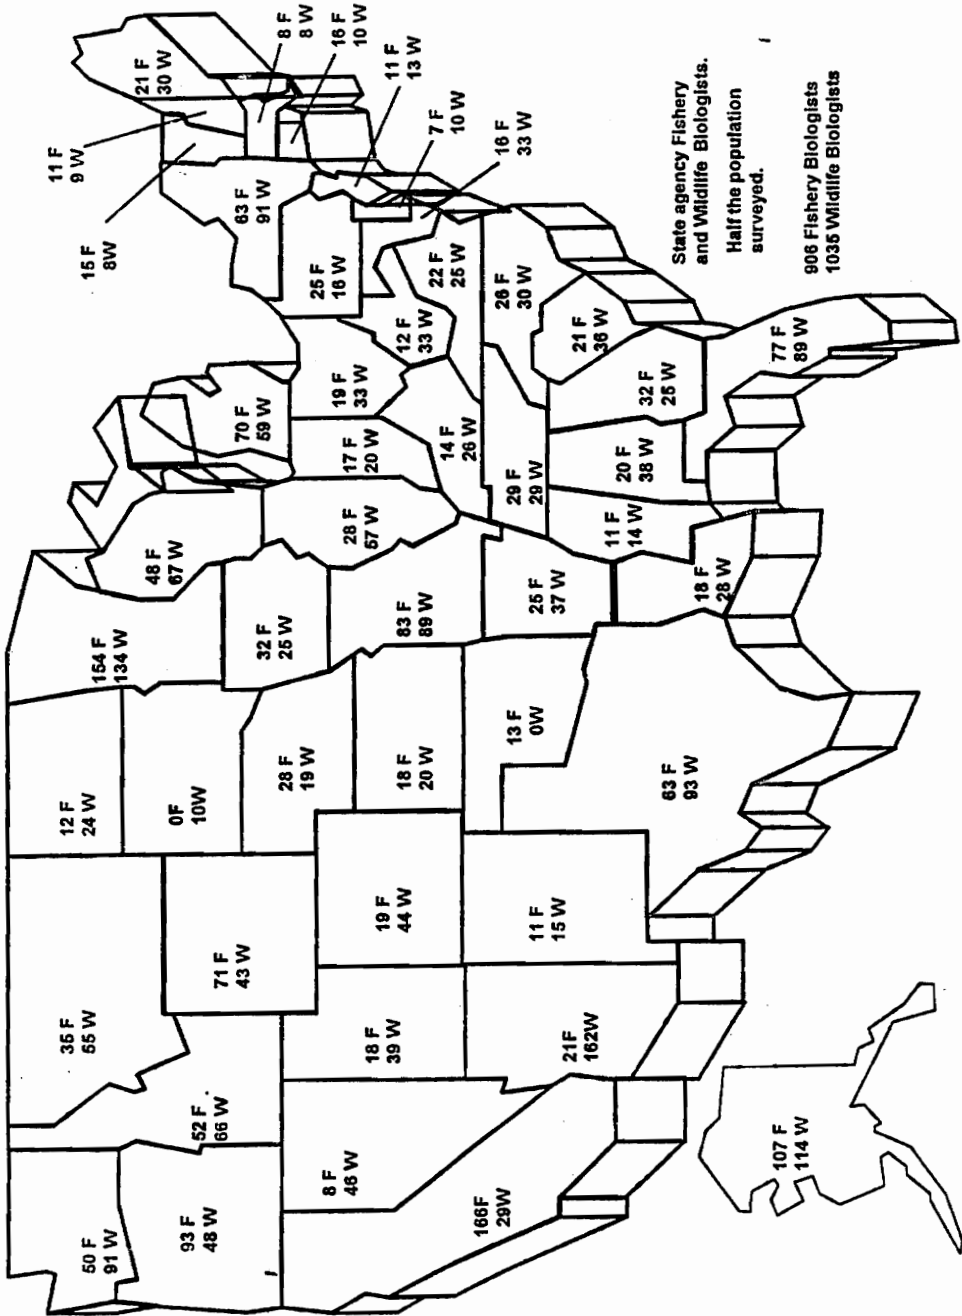 50 F
91 W
93 F
48 W
166F
29W
8 F
46 W
52 F
66 W
35 F
55 W
71 F
43 W
18 F
39 W
21F
162W
19 F
44 W
11 F
15 W
12 F
24 W
0F
10W
28 F
19 W
18 F
20 W
13 F
0W
63 F
93 W
154 F
134 W
32 F
25 W
83 F
89 W
25 F
37 W
18 F
28 W
48 F
67 W
28 F
57 W
11 F
14 W
70 F
59 W
17 F
20 W
19 F
33 W
12 F
33 W
14 F
26 W
29 F
29 W
20 F
38 W
32 F
25 W
21 F
36 W
77 F
89 W
26 F
30 W
22 F
25 W
25 F
16 W
63 F
91 W
15 F
8W
11 F
9 W
21 F
30 W
8 F
8 W
16 F
10 W
11 F
13 W
7 F
10 W
16 F
33 W
107 F
114 W
State agency Fishery
and Wildlife Biologists.
Half the population
surveyed.
906 Fishery Biologists
1035 Wildlife Biologists